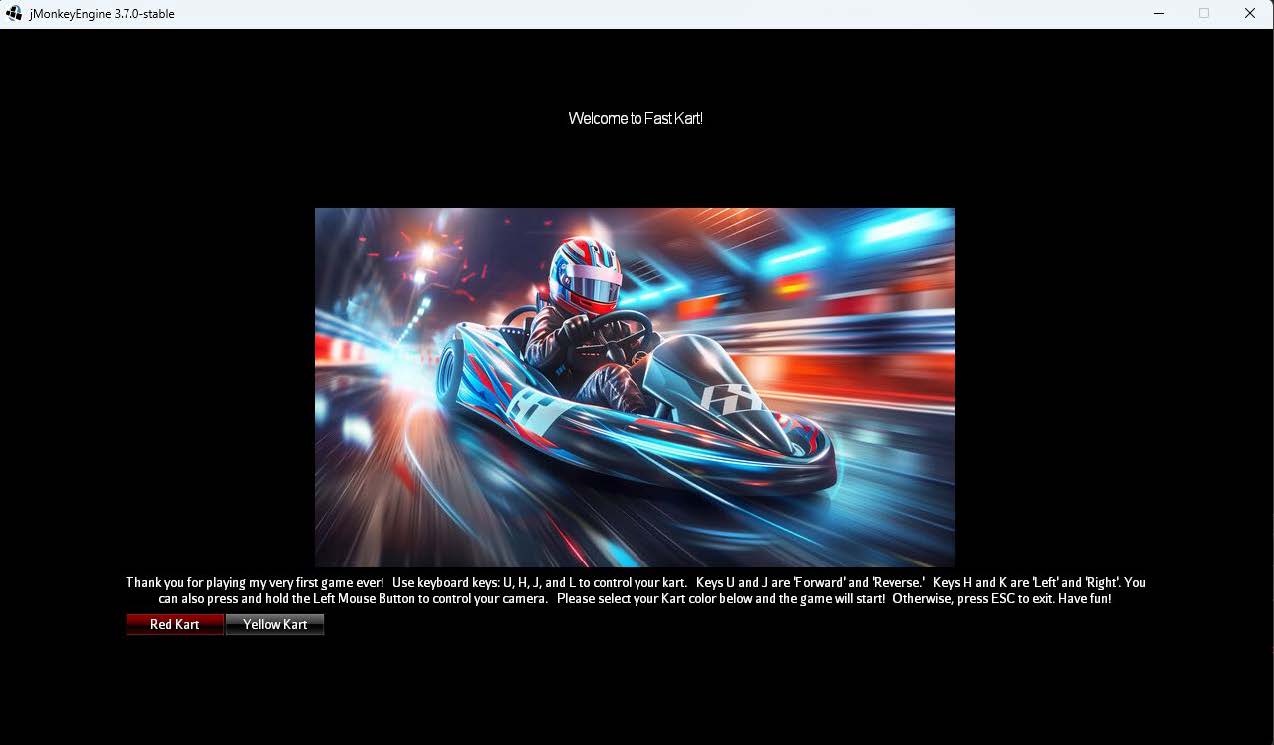 jMonkeyEngine 3.7.0-stable
Welcome to Fast Kart!
Thank you for playing my very first game ever! Use keyboard keys: U, H, J, and L to control your kart. Keys U and J are 'Forward' and 'Reverse.' Keys H and K are 'Left' and 'Right'. You
can also press and hold the Left Mouse Button to control your camera. Please select your Kart color below and the game will start! Otherwise, press ESC to exit. Have fun!
Red Kart Yellow Kart